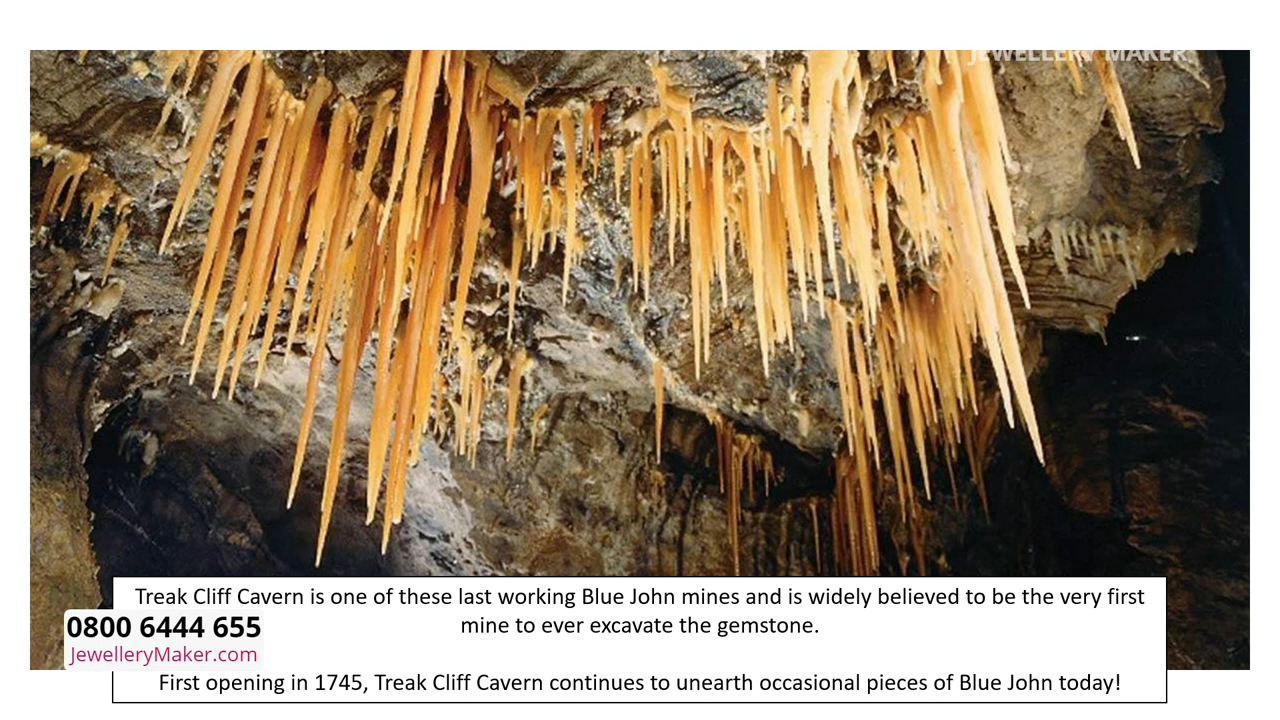 JEWELLERY MAKER
Treak Cliff Cavern is one of these last working Blue John mines and is widely believed to be the very first
mine to ever excavate the gemstone.
0800 6444 655
JewelleryMaker.com
First opening in 1745, Treak Cliff Cavern continues to unearth occasional pieces of Blue John today!